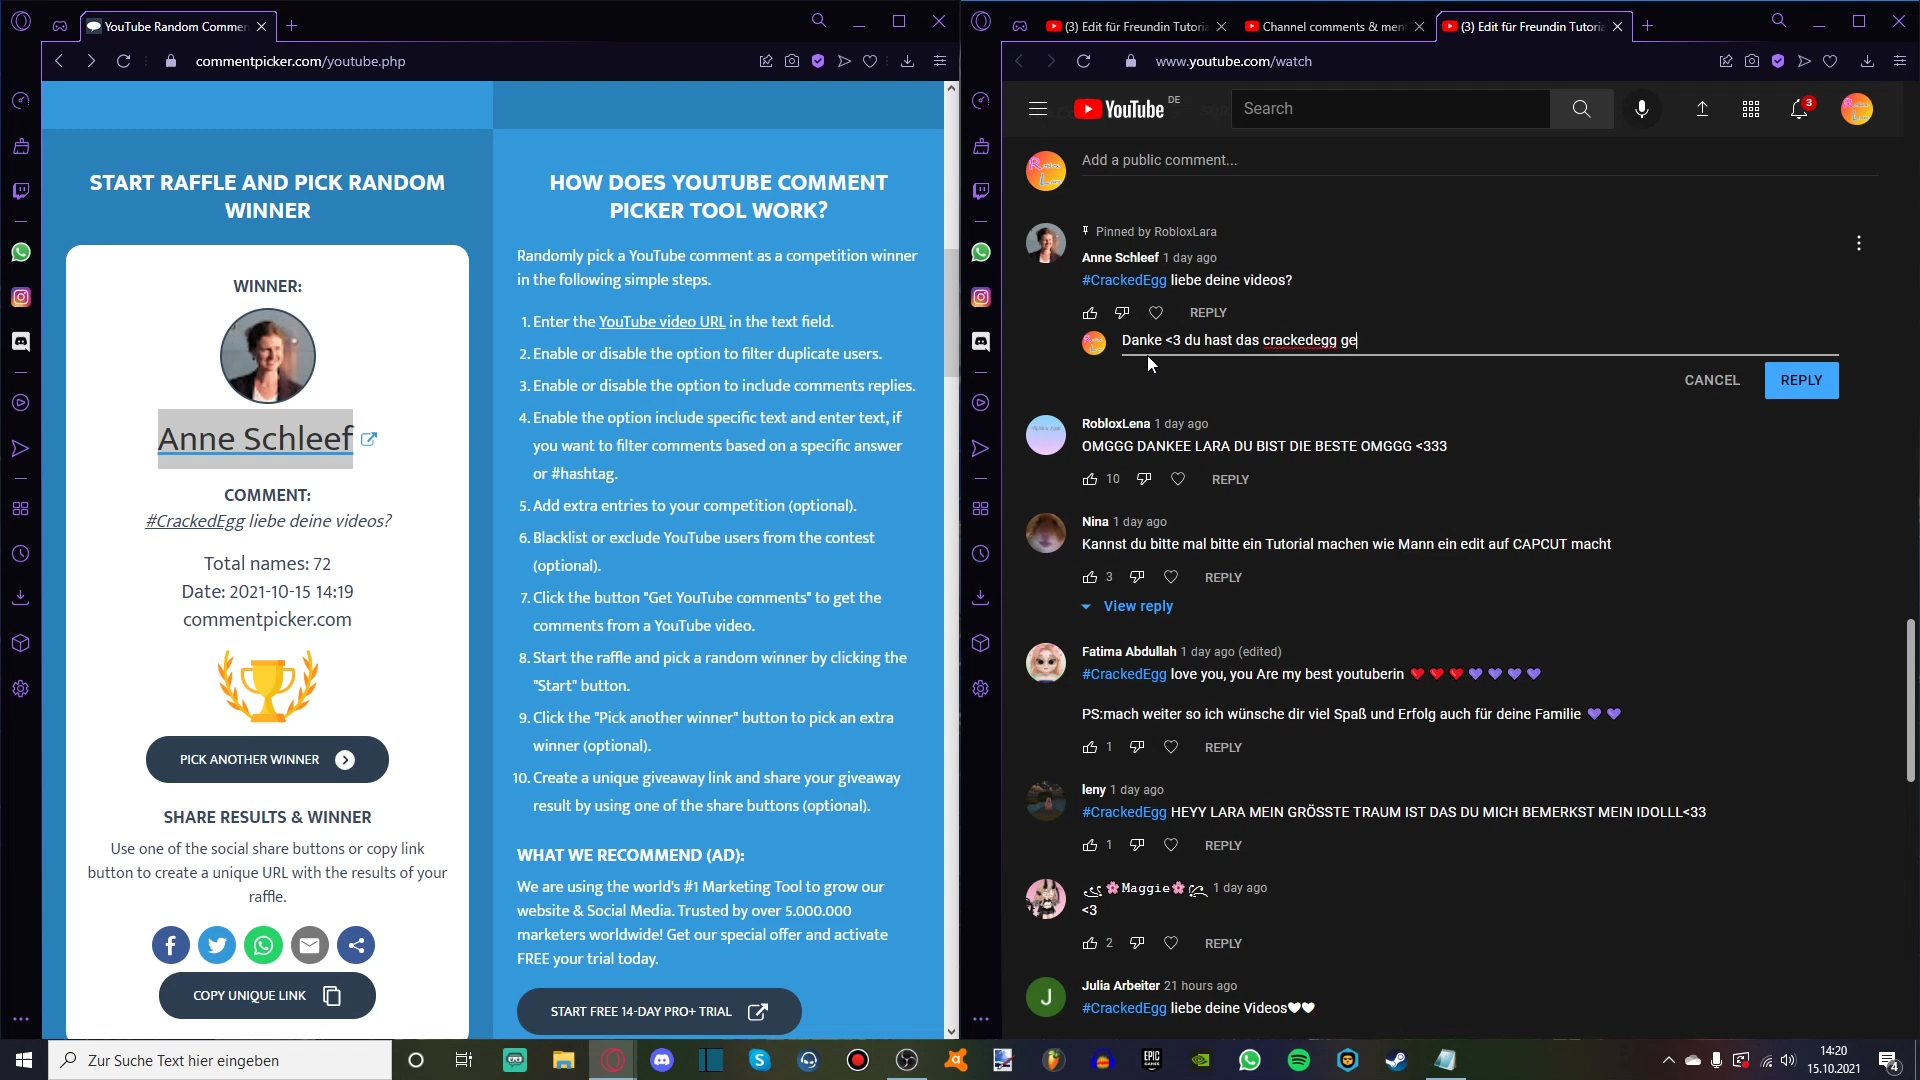 YouTube Random Commen
commentpicker.com/youtube.php
START RAFFLE AND PICK RANDOM
WINNER
WINNER:
Anne Schleef
COMMENT:
#CrackedEgg liebe deine videos?
Total names: 72
Date: 2021-10-15 14:19
commentpicker.com
PICK ANOTHER WINNER
SHARE RESULTS & WINNER
Use one of the social share buttons or copy link
button to create a unique URL with the results of your
raffle.
COPY UNIQUE LINK
HOW DOES YOUTUBE COMMENT
PICKER TOOL WORK?
Randomly pick a YouTube comment as a competition winner
in the following simple steps.
1. Enter the YouTube video URL in the text field.
2. Enable or disable the option to filter duplicate users.
3. Enable or disable the option to include comments replies.
4. Enable the option include specific text and enter text, if
you want to filter comments based on a specific answer
or #hashtag.
5. Add extra entries to your competition (optional).
6. Blacklist or exclude YouTube users from the contest
(optional).
7. Click the button "Get YouTube comments" to get the
comments from a YouTube video.
8. Start the raffle and pick a random winner by clicking the
"Start" button.
9. Click the "Pick another winner" button to pick an extra
winner (optional).
10. Create a unique giveaway link and share your giveaway
result by using one of the share buttons (optional).
WHAT WE RECOMMEND (AD):
We are using the world's #1 Marketing Tool to grow our
website & Social Media. Trusted by over 5.000.000
marketers worldwide! Get our special offer and activate
FREE your trial today.
START FREE 14-DAY PRO+ TRIAL
(3) Edit für Freundin Tutoria
Channel comments & men
(3) Edit für Freundin Tutoria
www.youtube.com/watch
YouTube DE
Search
3
Add a public comment...
Pinned by RobloxLara
Anne Schleef 1 day ago
#CrackedEgg liebe deine videos?
REPLY
Danke <3 du hast das crackedegg ge
CANCEL
REPLY
RobloxLena 1 day ago
OMGGG DANKEE LARA DU BIST DIE BESTE OMGGG <333
10 REPLY
Nina 1 day ago
Kannst du bitte mal bitte ein Tutorial machen wie Mann ein edit auf CAPCUT macht
3 REPLY
View reply
Fatima Abdullah 1 day ago (edited)
#CrackedEgg love you, you Are my best youtuberin ❤❤❤💜💜💜💜
PS:mach weiter so ich wünsche dir viel Spaß und Erfolg auch für deine Familie 💜💜
1 REPLY
leny 1 day ago
#CrackedEgg HEYY LARA MEIN GRÖSSTE TRAUM IST DAS DU MICH BEMERKST MEIN IDOLLL<33
1 REPLY
🌸Maggie🌸 1 day ago
<3
2 REPLY
J
Julia Arbeiter 21 hours ago
#CrackedEgg liebe deine Videos🤍🤍
Zur Suche Text hier eingeben
EPIC GAMES
14:20
15.10.2021
4